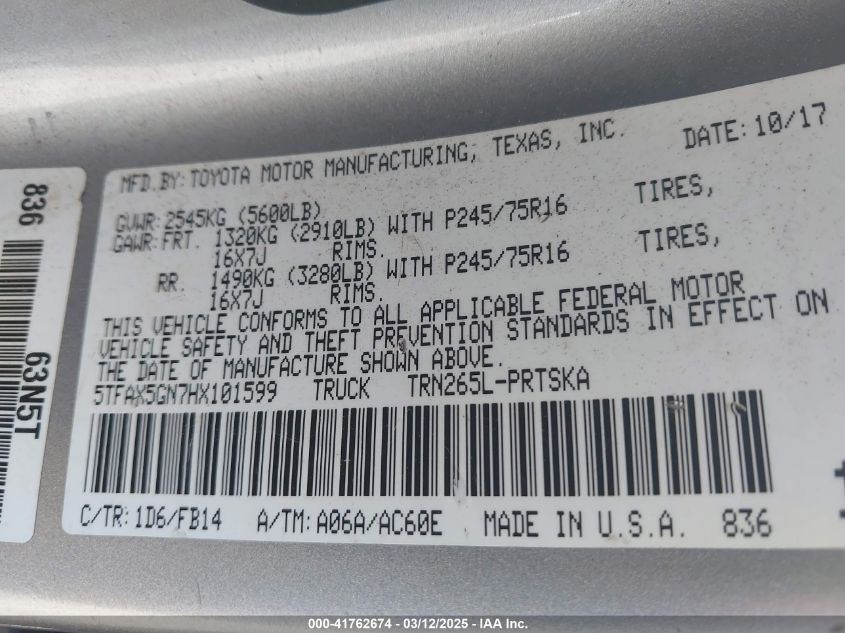 MFD.BY: TOYOTA MOTOR MANUFACTURING, TEXAS, INC. DATE: 10/17
GVWR: 2545KG (5600LB)
GAWR: FRT. 1320KG (2910LB) WITH P245/75R16 TIRES,
16X7J RIMS.
RR. 1490KG (3280LB) WITH P245/75R16 TIRES,
16X7J RIMS.
THIS VEHICLE CONFORMS TO ALL APPLICABLE FEDERAL MOTOR
VEHICLE SAFETY AND THEFT PREVENTION STANDARDS IN EFFECT ON
THE DATE OF MANUFACTURE SHOWN ABOVE.
5TFAX5GN7HX101599 TRUCK TRN265L-PRTSKA
C/TR: 1D6/FB14 A/TM: A06A/AC60E MADE IN U.S.A. 836
836
63N5T
000-41762674 - 03/12/2025 - IAA Inc.